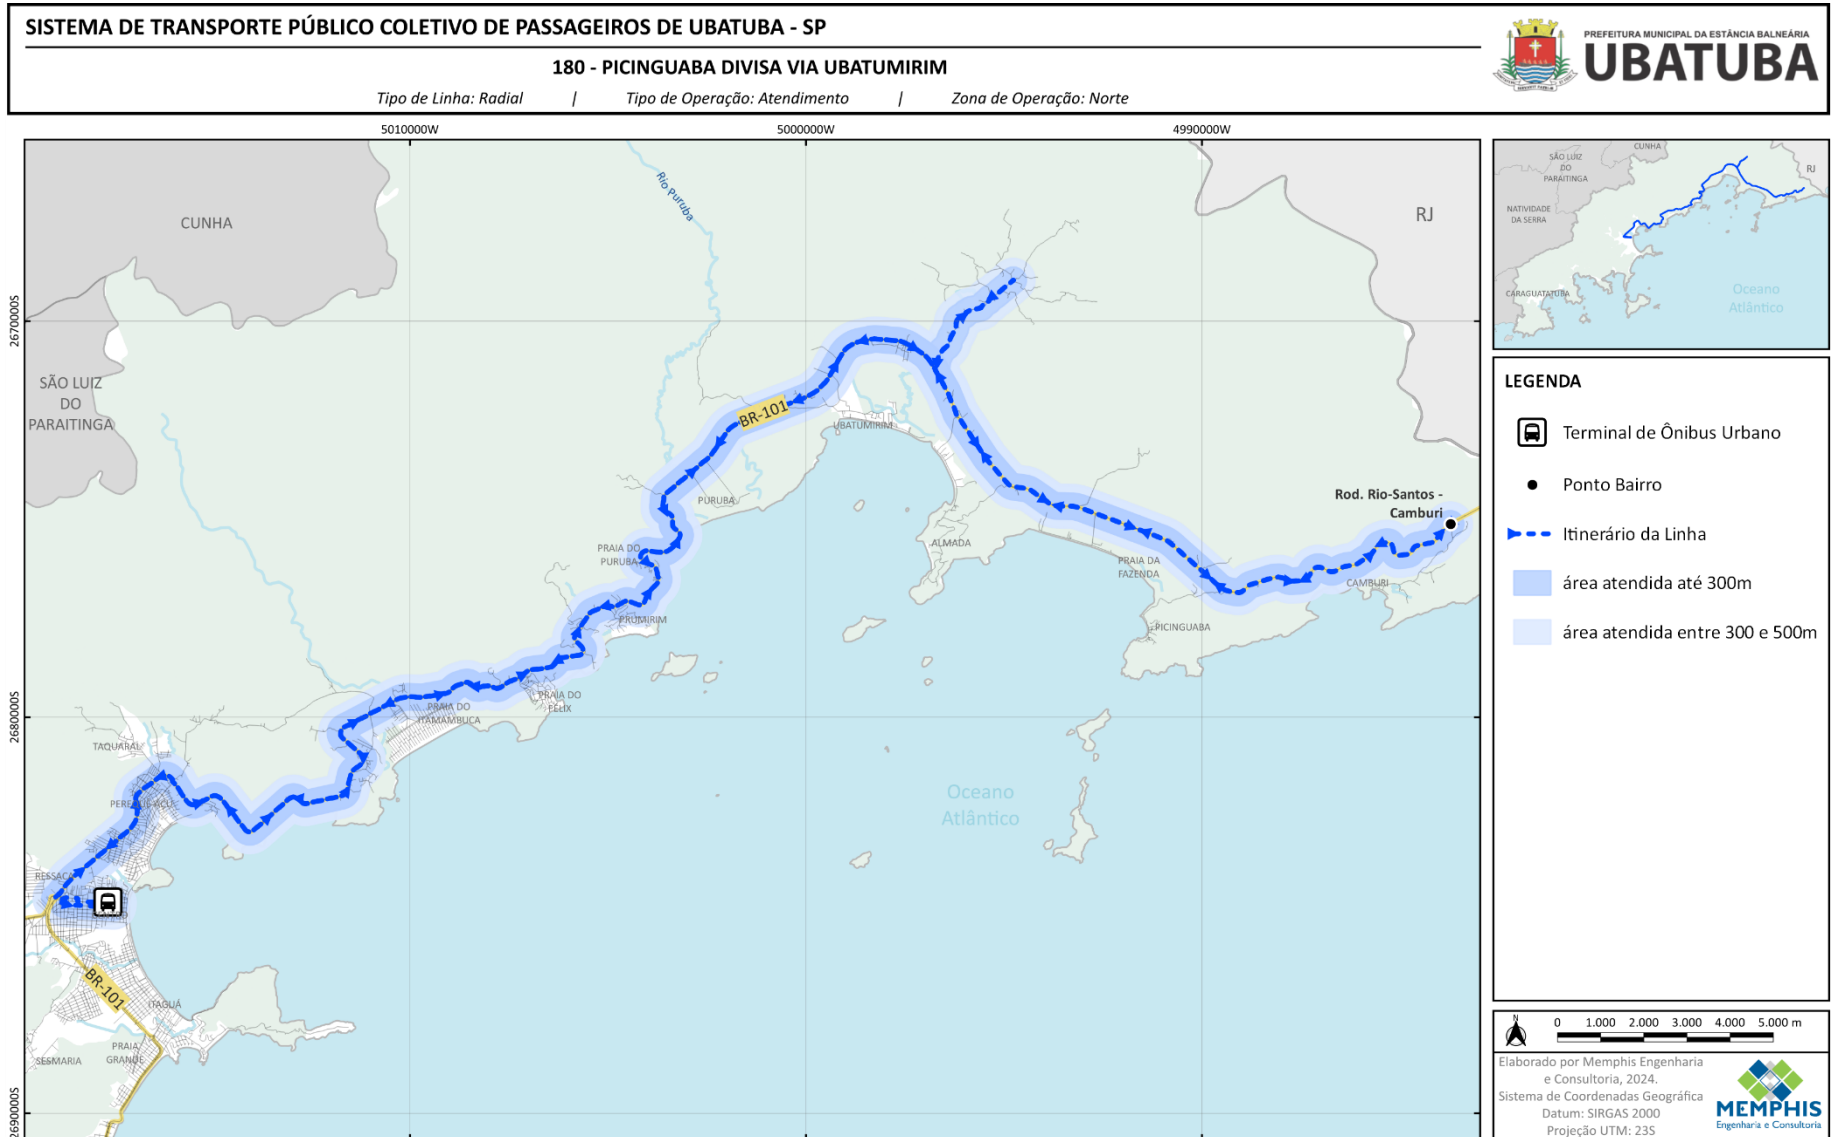 SISTEMA DE TRANSPORTE PÚBLICO COLETIVO DE PASSAGEIROS DE UBATUBA - SP
180 - PICINGUABA DIVISA VIA UBATUMIRIM
Tipo de Linha: Radial | Tipo de Operação: Atendimento | Zona de Operação: Norte
PREFEITURA MUNICIPAL DA ESTÂNCIA BALNEÁRIA
UBATUBA
5010000W 5000000W 4990000W
2670000S
2680000S
2690000S
CUNHA
SÃO LUIZ
DO
PARAITINGA
Rio Puruba
RJ
BR-101
UBATUMIRIM
PURUBA
PRAIA DO
PURUBA
ALMADA
PRAIA DA
FAZENDA
Rod. Rio-Santos -
Camburi
CAMBURI
PICINGUABA
PRUMIRIM
PRAIA DO
FELIX
PRAIA DO
ITAMAMBUCA
TAQUARAL
PEREQUÊ-AÇU
RESSACA
Oceano
Atlântico
BR-101
ITAGUÁ
PRAIA
GRANDE
SESMARIA
CUNHA
SÃO LUIZ
DO
PARAITINGA
RJ
NATIVIDADE
DA SERRA
CARAGUATATUBA
Oceano
Atlântico
LEGENDA
Terminal de Ônibus Urbano
Ponto Bairro
Itinerário da Linha
área atendida até 300m
área atendida entre 300 e 500m
N
0 1.000 2.000 3.000 4.000 5.000 m
Elaborado por Memphis Engenharia
e Consultoria, 2024.
Sistema de Coordenadas Geográfica
Datum: SIRGAS 2000
Projeção UTM: 23S
MEMPHIS
Engenharia e Consultoria